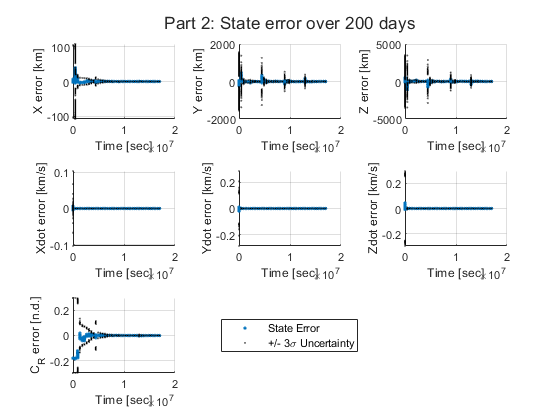 Part 2: State error over 200 days
X error [km]
100
0
-100
0
1
2
Time [sec]
× 10^7
Y error [km]
2000
0
-2000
0
1
2
Time [sec]
× 10^7
Z error [km]
5000
0
-5000
0
1
2
Time [sec]
× 10^7
Xdot error [km/s]
0.1
0
-0.1
0
1
2
Time [sec]
× 10^7
Ydot error [km/s]
0.2
0
-0.2
0
1
2
Time [sec]
× 10^7
Zdot error [km/s]
0.2
0
-0.2
0
1
2
Time [sec]
× 10^7
C_R error [n.d.]
0.2
0
-0.2
0
1
2
Time [sec]
× 10^7
State Error
+/- 3σ Uncertainty